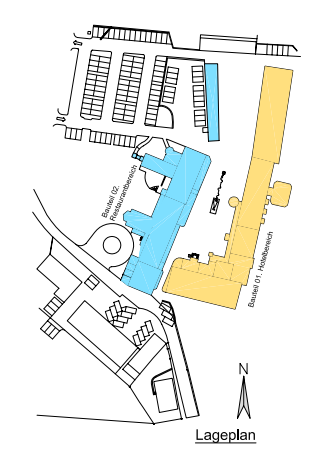 Bauteil 02.
Restaurantbereich
Bauteil 01. Hotelbereich
N
Lageplan